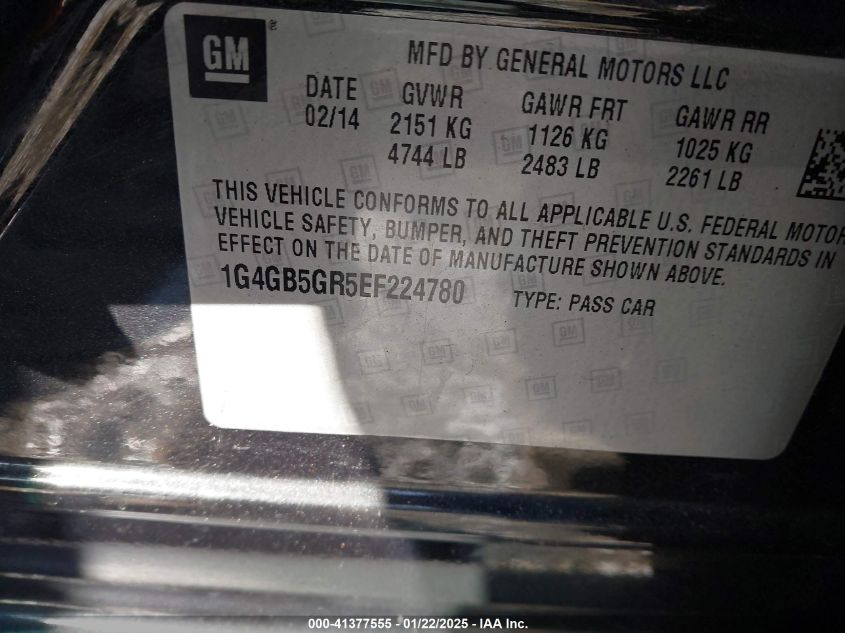 GM
MFD BY GENERAL MOTORS LLC
DATE GVWR GAWR FRT GAWR RR
02/14 2151 KG 1126 KG 1025 KG
4744 LB 2483 LB 2261 LB
THIS VEHICLE CONFORMS TO ALL APPLICABLE U.S. FEDERAL MOTOR
VEHICLE SAFETY, BUMPER, AND THEFT PREVENTION STANDARDS IN
EFFECT ON THE DATE OF MANUFACTURE SHOWN ABOVE.
1G4GB5GR5EF224780 TYPE: PASS CAR
000-41377555 - 01/22/2025 - IAA Inc.